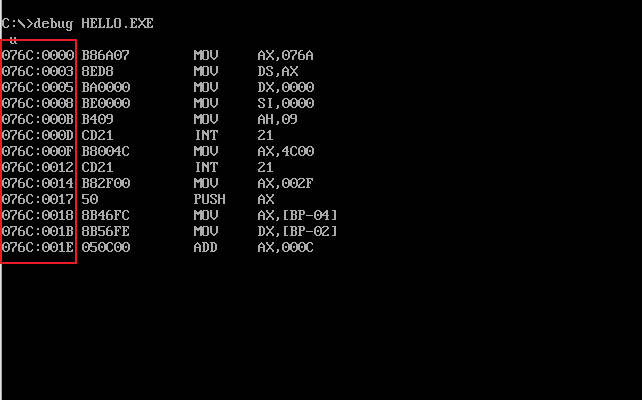 C:\>debug HELLO.EXE
-u
076C:0000 B86A07 MOV AX,076A
076C:0003 8ED8 MOV DS,AX
076C:0005 BA0000 MOV DX,0000
076C:0008 BE0000 MOV SI,0000
076C:000B B409 MOV AH,09
076C:000D CD21 INT 21
076C:000F B8004C MOV AX,4C00
076C:0012 CD21 INT 21
076C:0014 B82F00 MOV AX,002F
076C:0017 50 PUSH AX
076C:0018 8B46FC MOV AX,[BP-04]
076C:001B 8B56FE MOV DX,[BP-02]
076C:001E 050C00 ADD AX,000C